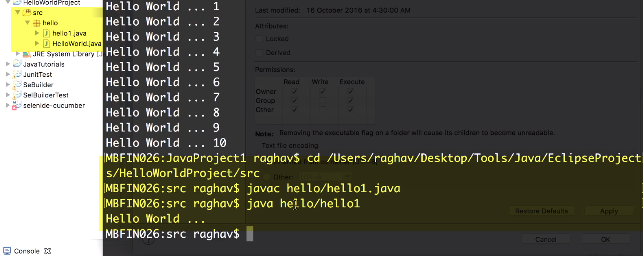 HelloWorldProject
src
hello
hello1.java
HelloWorld.java
JRE System Library [J
JavaTutorials
JunitTest
SeBuilder
SeBuilcerTest
selenide-cucumber
Console
Hello World ... 1
Hello World ... 2
Hello World ... 3
Hello World ... 4
Hello World ... 5
Hello World ... 6
Hello World ... 7
Hello World ... 8
Hello World ... 9
Hello World ... 10
MBFIN026:JavaProject1 raghav$ cd /Users/raghav/Desktop/Tools/Java/EclipseProject
s/HelloWorldProject/src
MBFIN026:src raghav$ javac hello/hello1.java
MBFIN026:src raghav$ java hello/hello1
Hello World ...
MBFIN026:src raghav$
Last modified: 16 October 2016 at 4:30:00 AM
Attributes:
Locked
Derived
Permissions:
Read Write Execute
Owner
Group
Other
Note: Removing the executable flag on a folder will cause its children to become unreadable.
Text file encoding
Other:
Restore Defaults
Apply
Cancel
OK